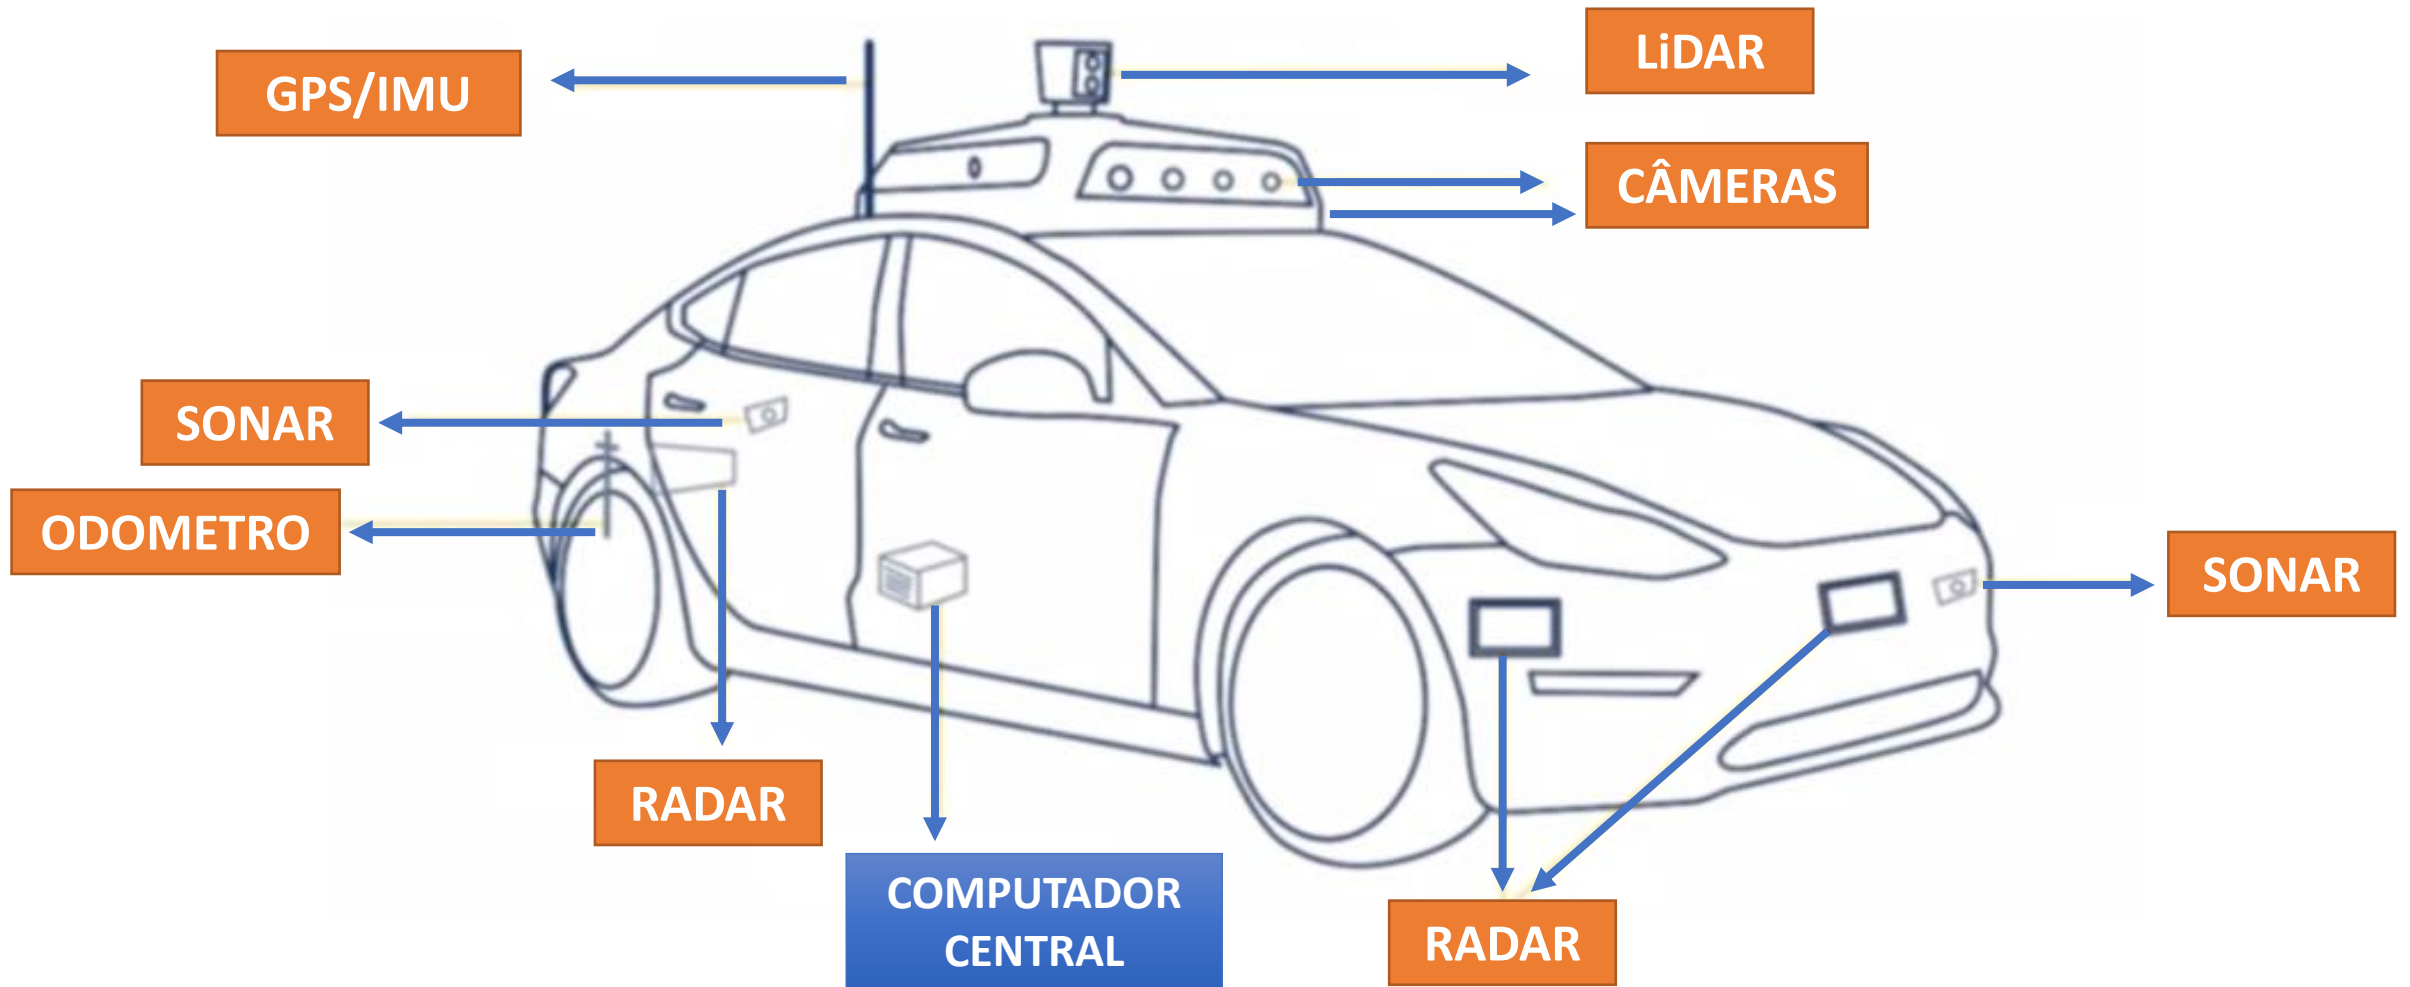 LiDAR
GPS/IMU
CÂMERAS
SONAR
ODOMETRO
SONAR
RADAR
COMPUTADOR
CENTRAL
RADAR